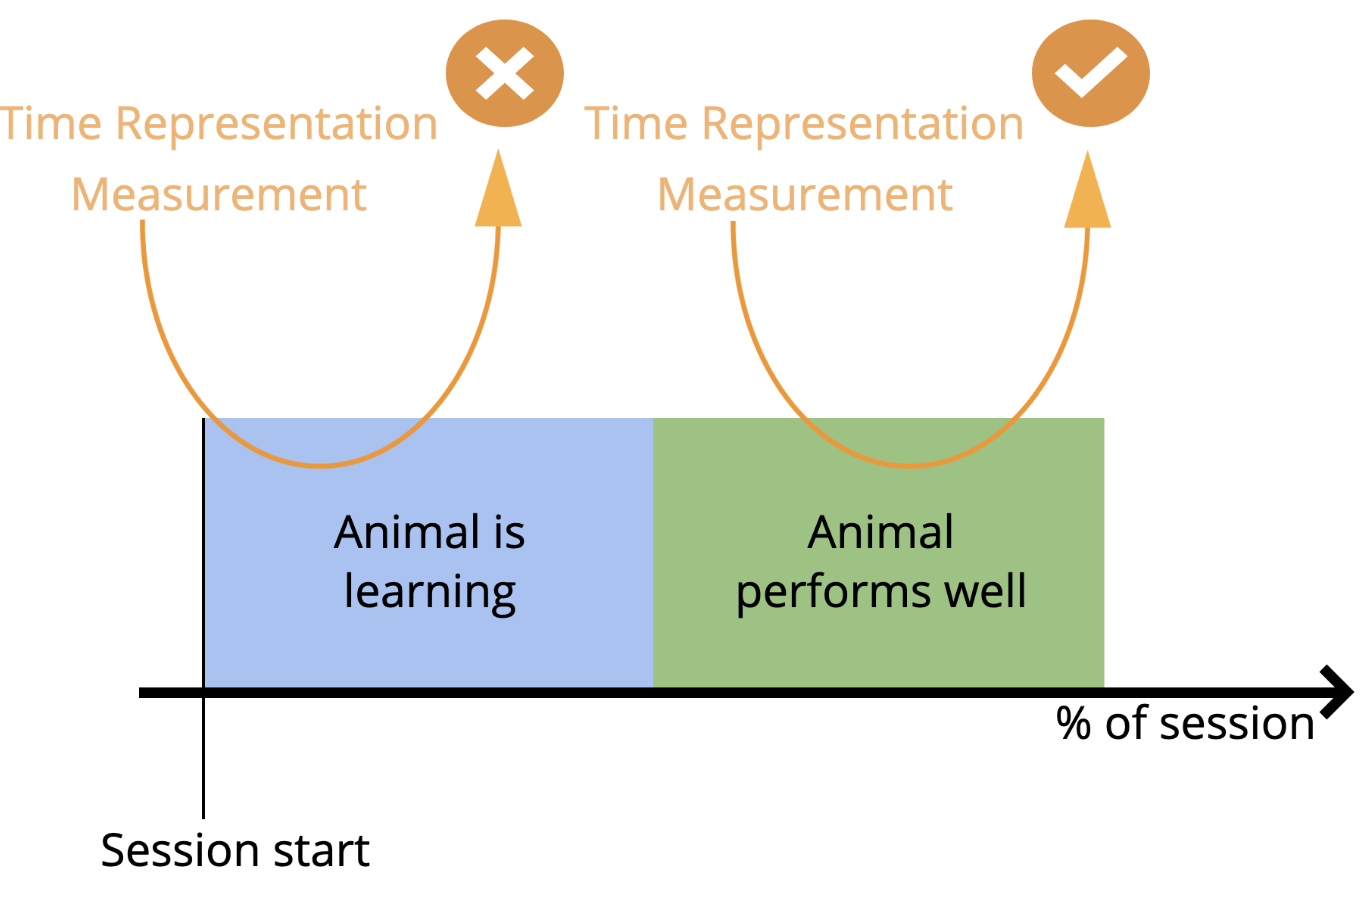 Time Representation
Measurement
Time Representation
Measurement
Animal is
learning
Animal
performs well
% of session
Session start